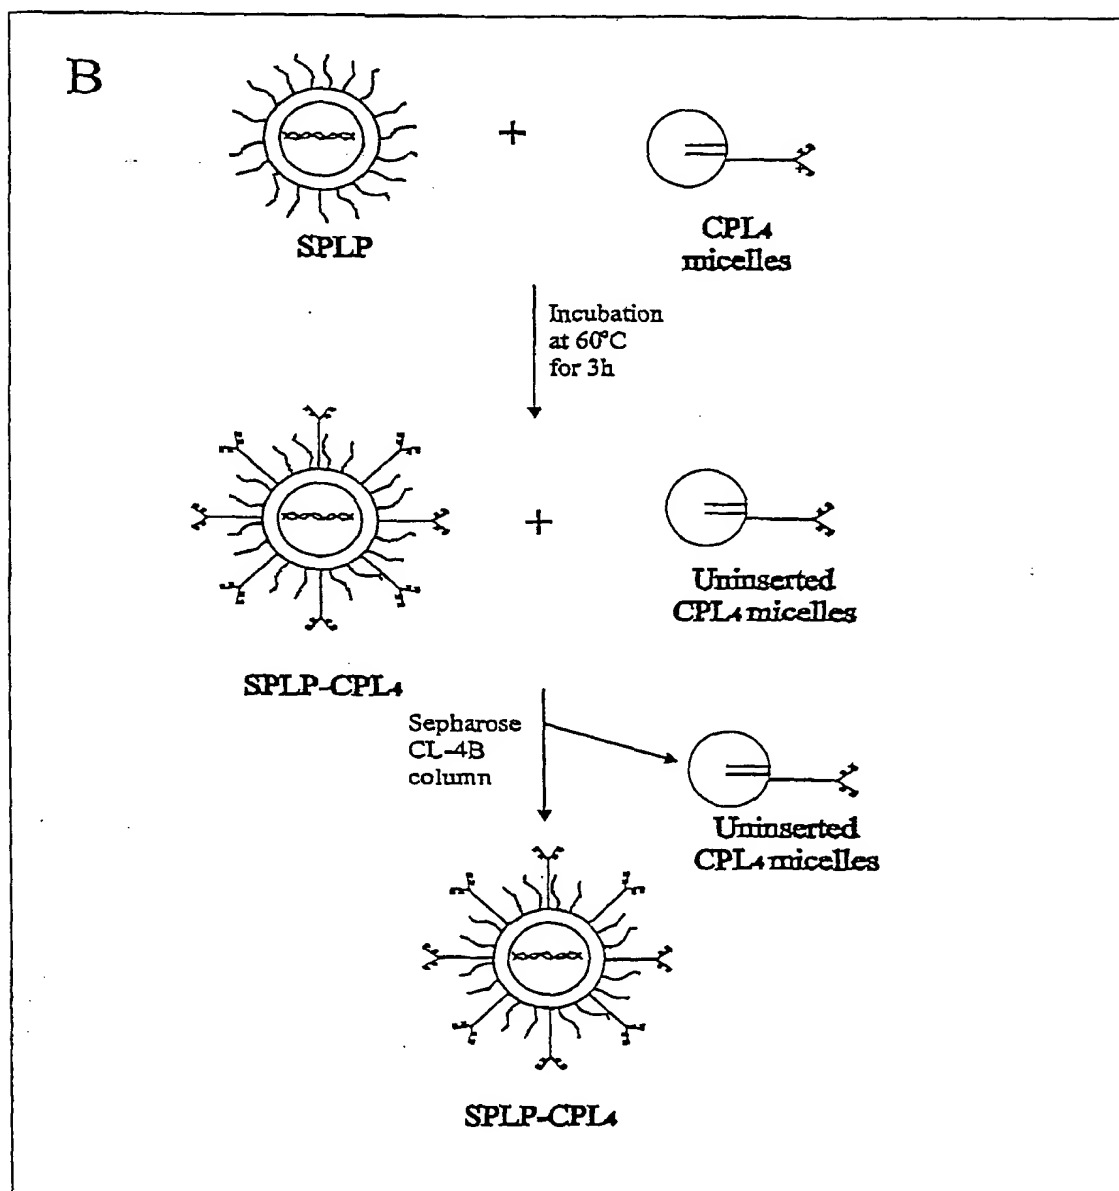 B
+
SPLP
CPL₄
micelles
Incubation
at 60°C
for 3h
+
SPLP-CPL₄
Uninserted
CPL₄ micelles
Sepharose
CL-4B
column
Uninserted
CPL₄ micelles
SPLP-CPL₄